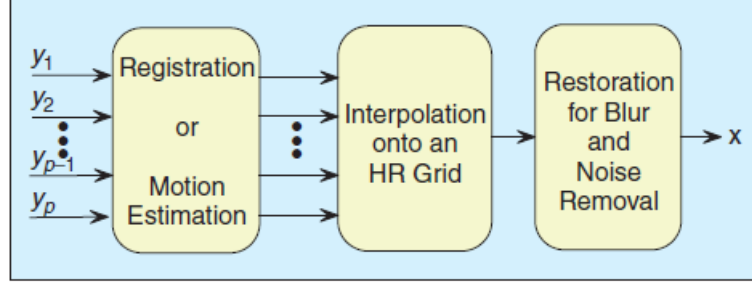 y1
y2
yp–1
yp
Registration
or
Motion
Estimation
Interpolation
onto an
HR Grid
Restoration
for Blur
and
Noise
Removal
x